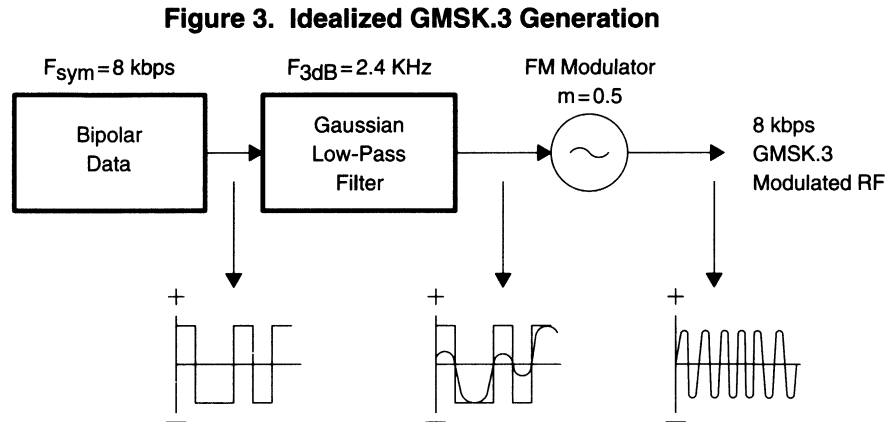 Figure 3. Idealized GMSK.3 Generation
Fsym=8 kbps
F3dB=2.4 KHz
FM Modulator
m=0.5
Bipolar
Data
Gaussian
Low-Pass
Filter
8 kbps
GMSK.3
Modulated RF
+
+
+
—
—
—